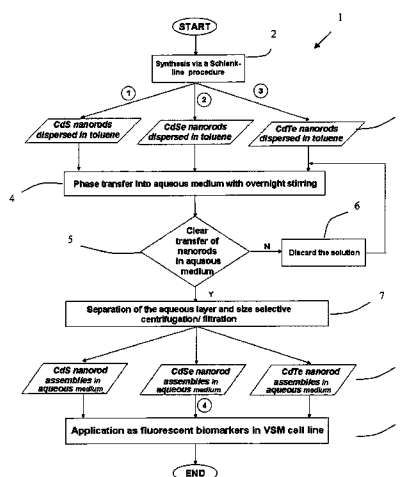 START
1
2
Synthesis via a Schlenk-
line procedure
1
2
3
CdS nanorods
dispersed in toluene
CdSe nanorods
dispersed in toluene
CdTe nanorods
dispersed in toluene
4
Phase transfer into aqueous medium with overnight stirring
5
Clear
transfer of
nanorods
in aqueous
medium
N
6
Discard the solution
Y
7
Separation of the aqueous layer and size selective
centrifugation/ filtration
CdS nanorod
assemblies in
aqueous medium
CdSe nanorod
assemblies in
aqueous medium
CdTe nanorod
assemblies in
aqueous medium
4
Application as fluorescent biomarkers in VSM cell line
END